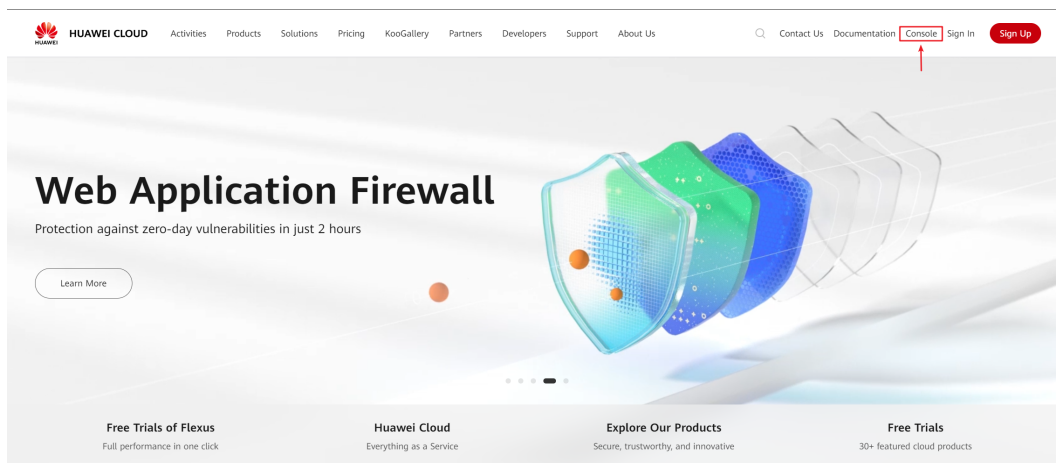 HUAWEI
HUAWEI CLOUD Activities Products Solutions Pricing KooGallery Partners Developers Support About Us Contact Us Documentation Console Sign In Sign Up
Web Application Firewall
Protection against zero-day vulnerabilities in just 2 hours
Learn More
Free Trials of Flexus Huawei Cloud Explore Our Products Free Trials
Full performance in one click Everything as a Service Secure, trustworthy, and innovative 30+ featured cloud products